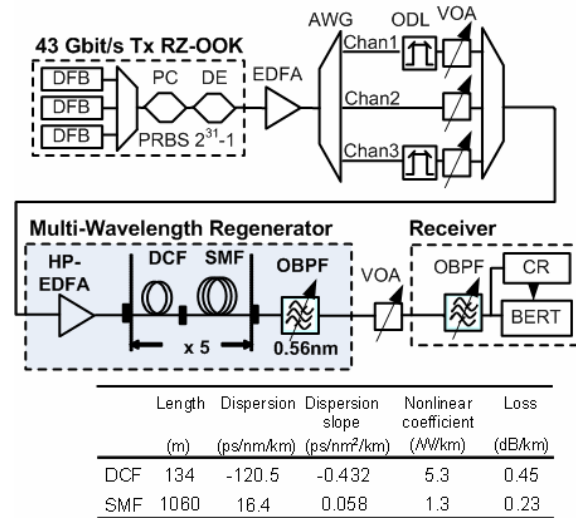 43 Gbit/s Tx RZ-OOK
DFB
DFB
DFB
PC
DE
PRBS 2³¹-1
EDFA
AWG
ODL
VOA
Chan1
Chan2
Chan3
Multi-Wavelength Regenerator
HP-EDFA
DCF
SMF
x 5
OBPF
0.56nm
VOA
Receiver
OBPF
CR
BERT
Length Dispersion Dispersion slope Nonlinear coefficient Loss
(m) (ps/nm/km) (ps/nm²/km) (/W/km) (dB/km)
DCF 134 -120.5 -0.432 5.3 0.45
SMF 1060 16.4 0.058 1.3 0.23